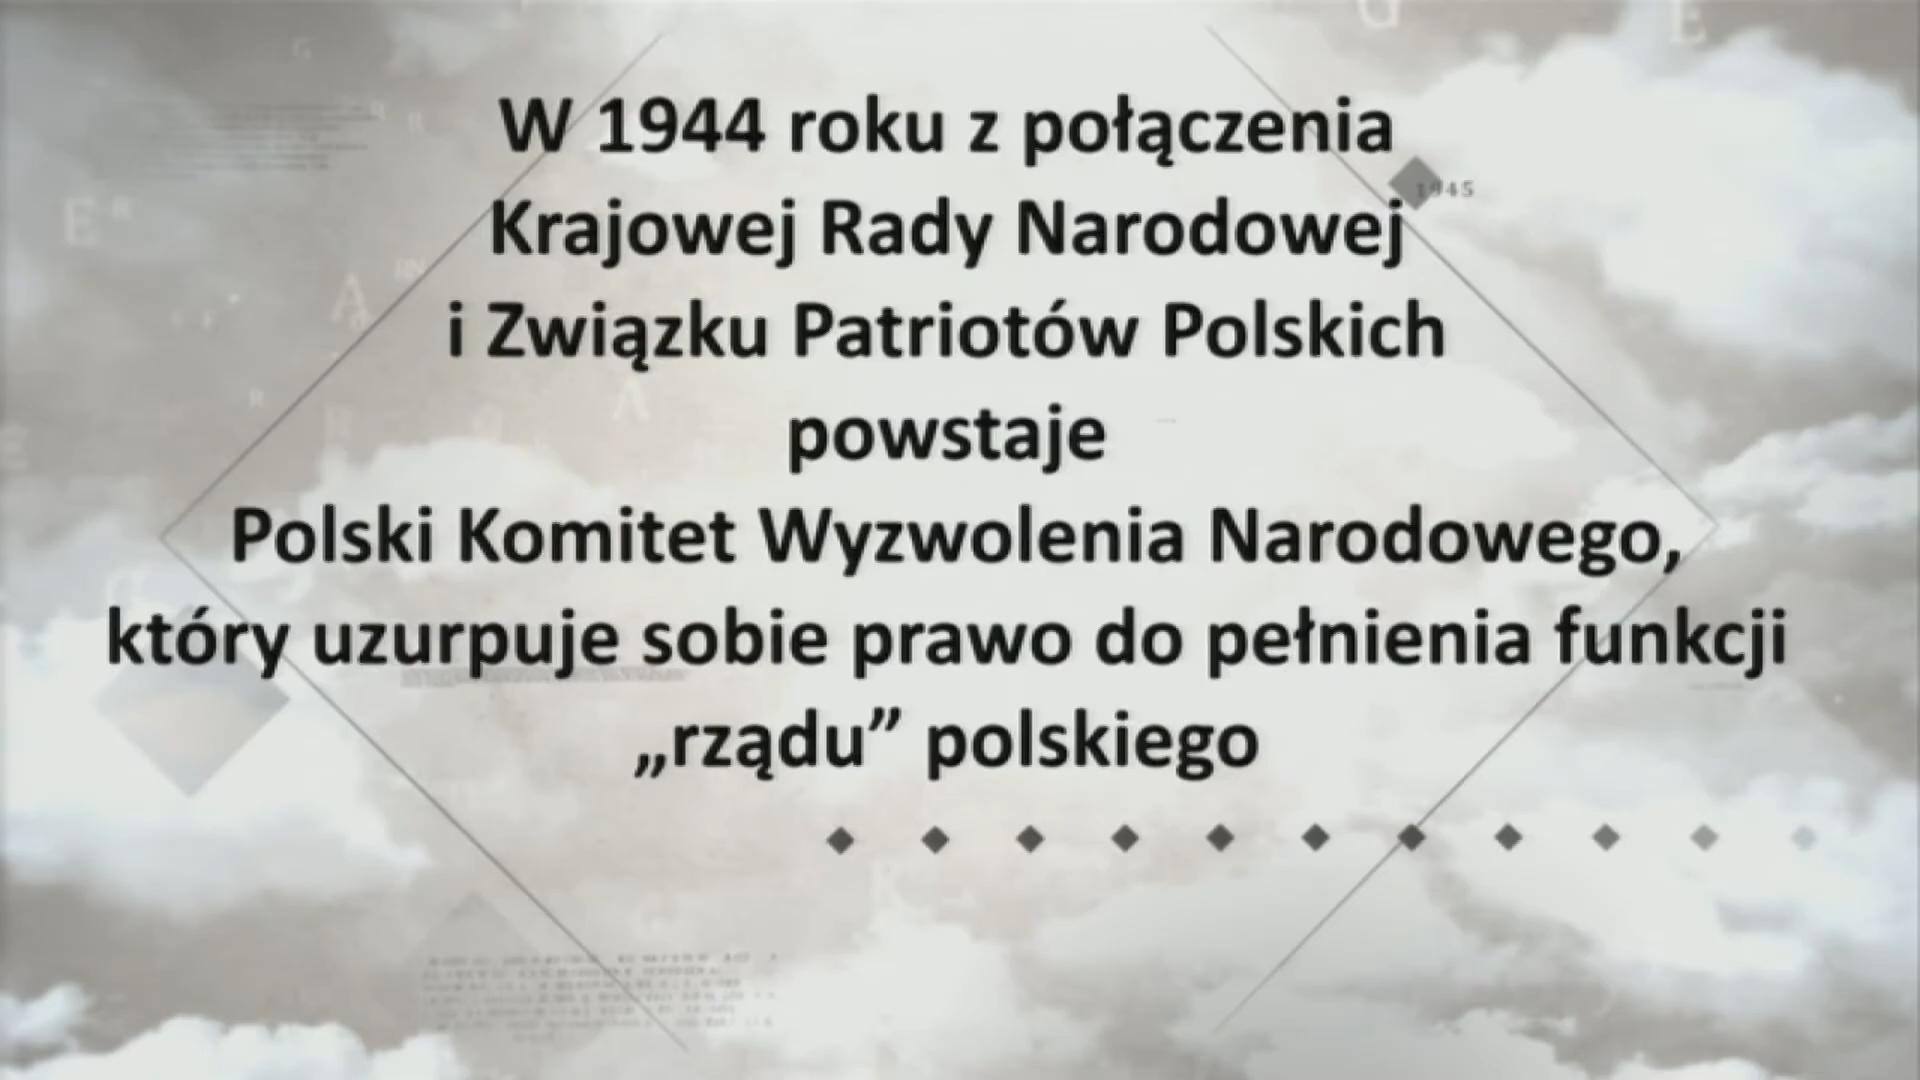 W 1944 roku z połączenia
Krajowej Rady Narodowej
i Związku Patriotów Polskich
powstaje
Polski Komitet Wyzwolenia Narodowego,
który uzurpuje sobie prawo do pełnienia funkcji
„rządu” polskiego
1945